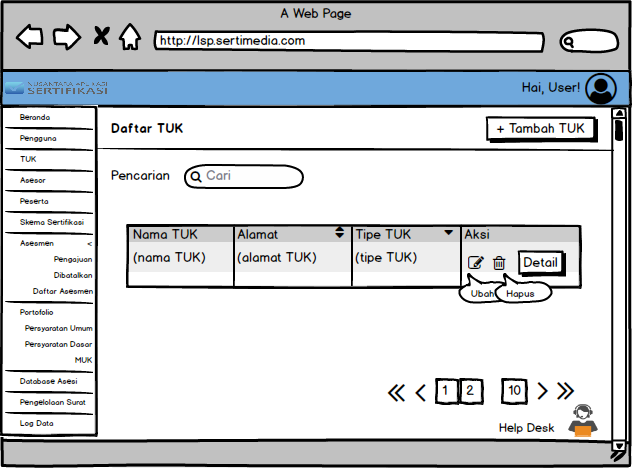 A Web Page
http://lsp.sertimedia.com
NUSANTARA APLIKASI
SERTIFIKASI
Hai, User!
Beranda
Pengguna
TUK
Asesor
Peserta
Skema Sertifikasi
Asesmen <
Pengajuan
Dibatalkan
Daftar Asesmen
Portofolio
Persyaratan Umum
Persyaratan Dasar
MUK
Database Asesi
Pengelolaan Surat
Log Data
Daftar TUK
+ Tambah TUK
Pencarian
Cari
Nama TUK Alamat Tipe TUK Aksi
(nama TUK) (alamat TUK) (tipe TUK) Detail
Ubah Hapus
1 2 10
Help Desk